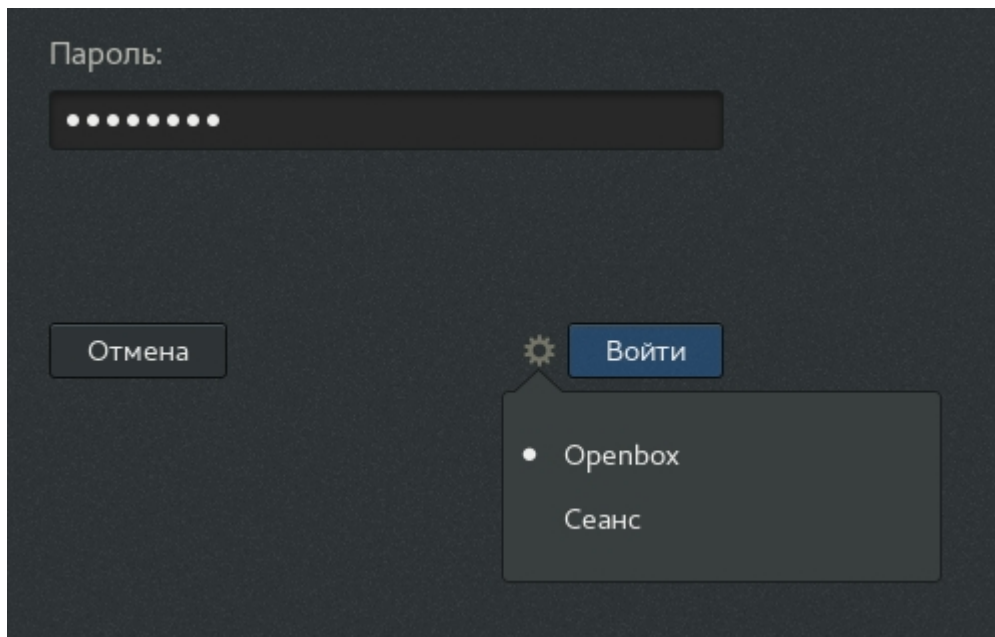 Пароль:
Отмена
Войти
Openbox
Сеанс